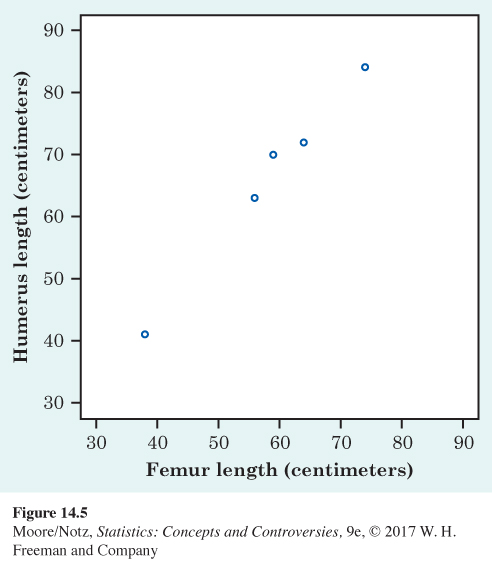 90
80
70
60
50
40
30
Humerus length (centimeters)
30 40 50 60 70 80 90
Femur length (centimeters)
Figure 14.5
Moore/Notz, Statistics: Concepts and Controversies, 9e, © 2017 W. H.
Freeman and Company